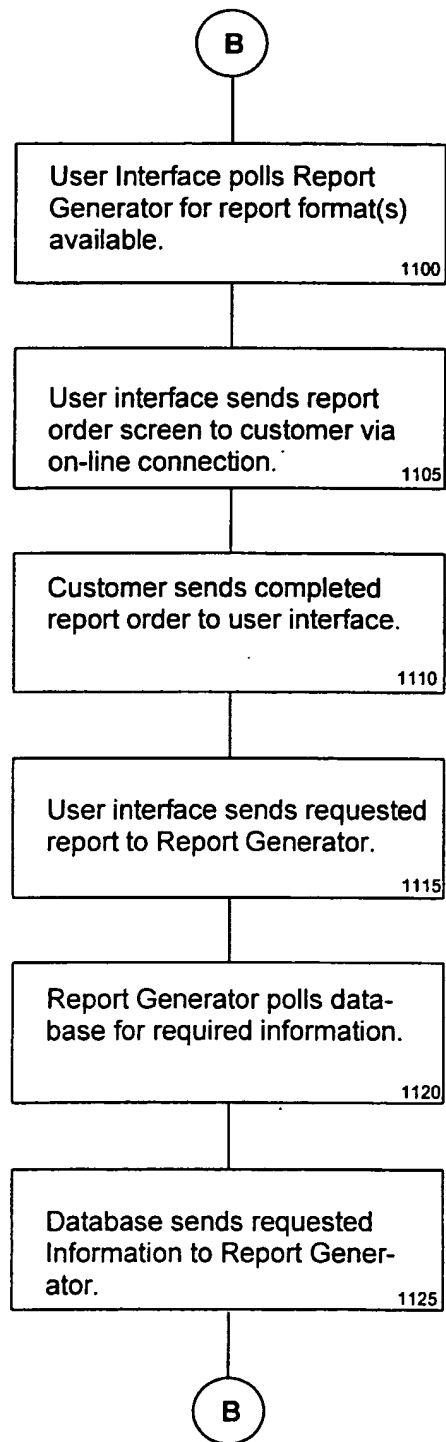 B
User Interface polls Report
Generator for report format(s)
available.
1100
User interface sends report
order screen to customer via
on-line connection.
1105
Customer sends completed
report order to user interface.
1110
User interface sends requested
report to Report Generator.
1115
Report Generator polls data-
base for required information.
1120
Database sends requested
Information to Report Gener-
ator.
1125
B